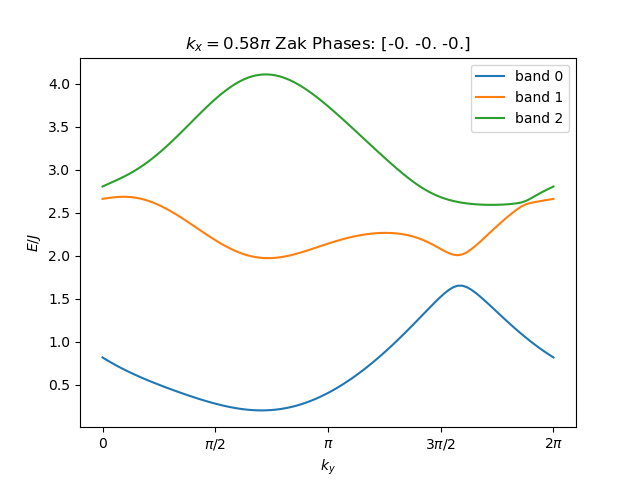 $k_x = 0.58\pi$ Zak Phases: [-0. -0. -0.]
band 0
band 1
band 2
4.0
3.5
3.0
2.5
2.0
1.5
1.0
0.5
E/J
0
π/2
π
3π/2
2π
$k_y$